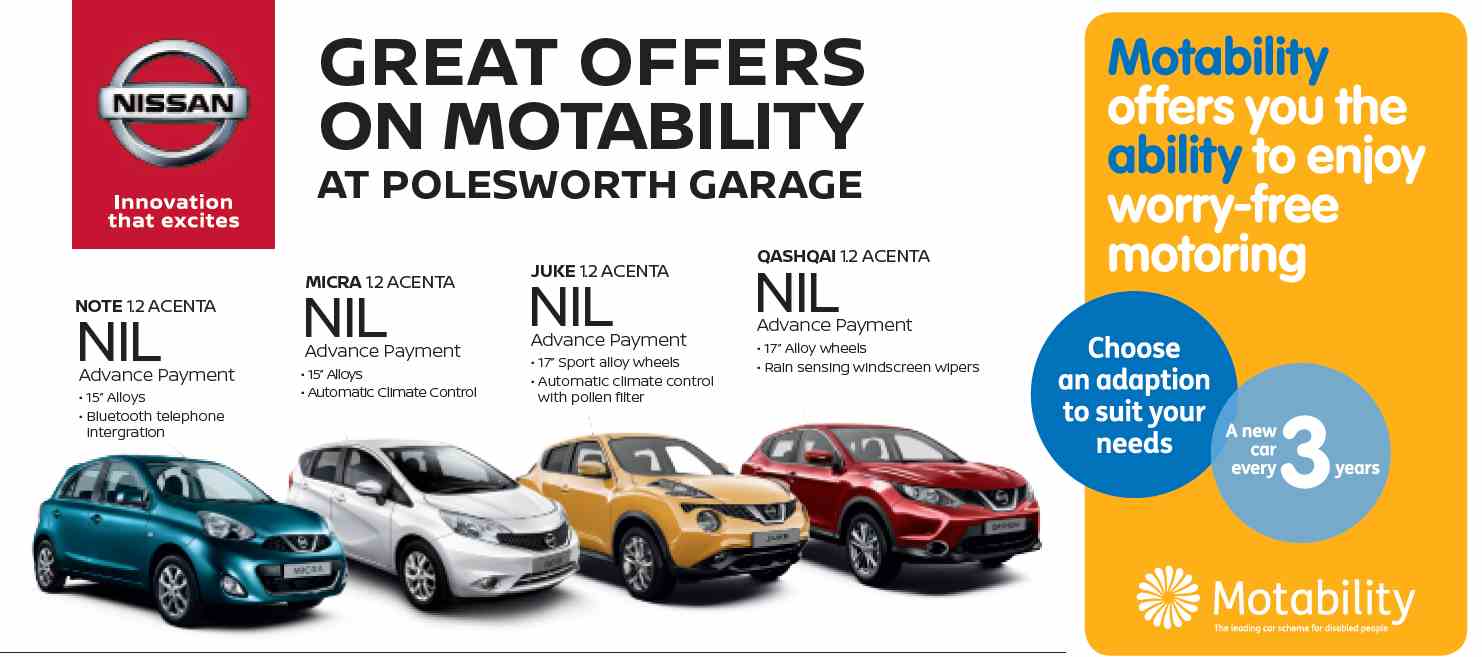 NISSAN
Innovation
that excites
GREAT OFFERS
ON MOTABILITY
AT POLESWORTH GARAGE
NOTE 1.2 ACENTA
NIL
Advance Payment
• 15" Alloys
• Bluetooth telephone
intergration
MICRA 1.2 ACENTA
NIL
Advance Payment
• 15" Alloys
• Automatic Climate Control
JUKE 1.2 ACENTA
NIL
Advance Payment
• 17" Sport alloy wheels
• Automatic climate control
with pollen filter
QASHQAI 1.2 ACENTA
NIL
Advance Payment
• 17" Alloy wheels
• Rain sensing windscreen wipers
MICRA
JUKE
QASHQAI
Motability
offers you the
ability to enjoy
worry-free
motoring
Choose
an adaption
to suit your
needs
A new
car
every 3 years
Motability
The leading car scheme for disabled people